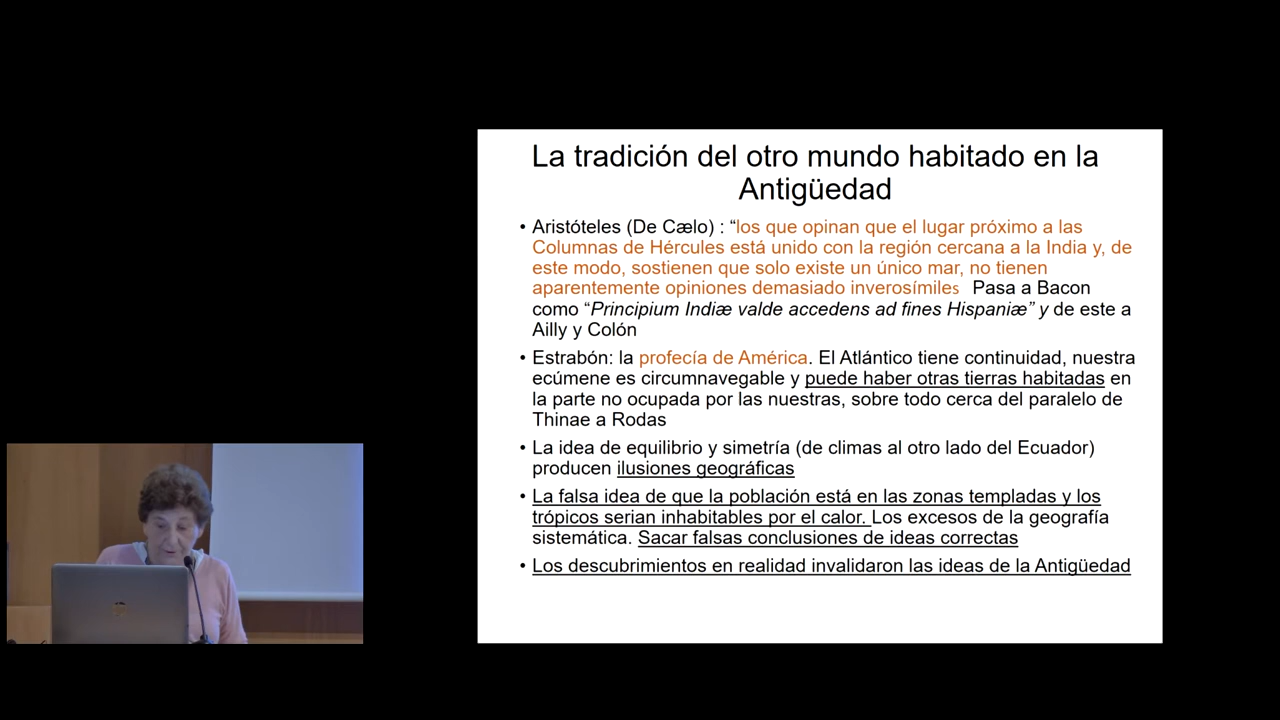 La tradición del otro mundo habitado en la
Antigüedad
• Aristóteles (De Cælo) : “los que opinan que el lugar próximo a las
Columnas de Hércules está unido con la región cercana a la India y, de
este modo, sostienen que solo existe un único mar, no tienen
aparentemente opiniones demasiado inverosímiles Pasa a Bacon
como “Principium Indiæ valde accedens ad fines Hispaniæ” y de este a
Ailly y Colón
• Estrabón: la profecía de América. El Atlántico tiene continuidad, nuestra
ecúmene es circumnavegable y puede haber otras tierras habitadas en
la parte no ocupada por las nuestras, sobre todo cerca del paralelo de
Thinae a Rodas
• La idea de equilibrio y simetría (de climas al otro lado del Ecuador)
producen ilusiones geográficas
• La falsa idea de que la población está en las zonas templadas y los
trópicos serian inhabitables por el calor. Los excesos de la geografía
sistemática. Sacar falsas conclusiones de ideas correctas
• Los descubrimientos en realidad invalidaron las ideas de la Antigüedad